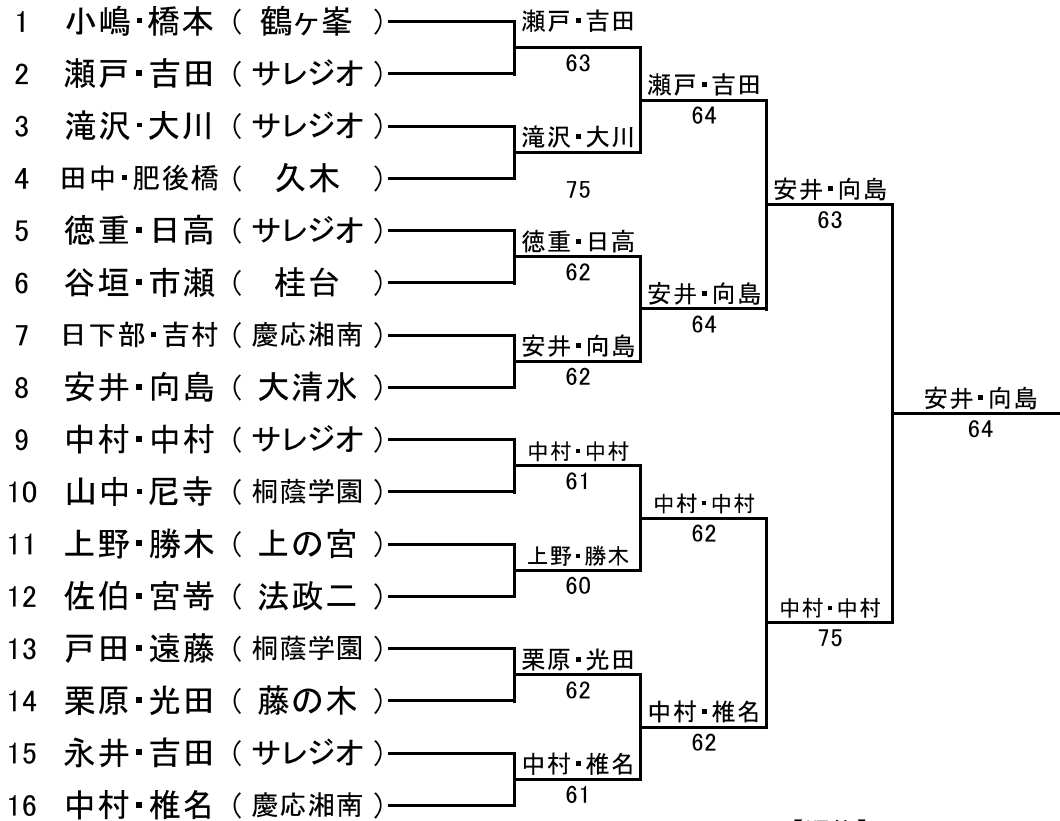 1 小嶋・橋本 ( 鶴ヶ峯 )
2 瀬戸・吉田 ( サレジオ )
3 滝沢・大川 ( サレジオ )
4 田中・肥後橋 ( 久木 )
5 徳重・日高 ( サレジオ )
6 谷垣・市瀬 ( 桂台 )
7 日下部・吉村 ( 慶応湘南 )
8 安井・向島 ( 大清水 )
9 中村・中村 ( サレジオ )
10 山中・尼寺 ( 桐蔭学園 )
11 上野・勝木 ( 上の宮 )
12 佐伯・宮嵜 ( 法政二 )
13 戸田・遠藤 ( 桐蔭学園 )
14 栗原・光田 ( 藤の木 )
15 永井・吉田 ( サレジオ )
16 中村・椎名 ( 慶応湘南 )
瀬戸・吉田
63
滝沢・大川
75
徳重・日高
62
安井・向島
62
中村・中村
61
上野・勝木
60
栗原・光田
62
中村・椎名
61
瀬戸・吉田
64
安井・向島
64
中村・中村
62
中村・椎名
62
安井・向島
63
中村・中村
75
安井・向島
64